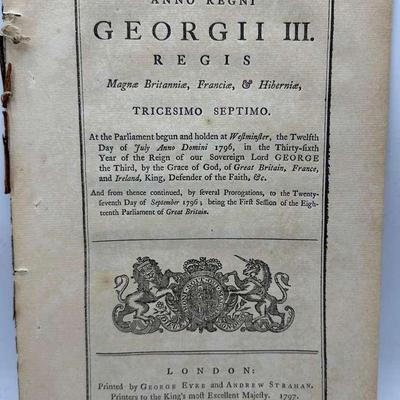 ANNO REGNI
GEORGII III.
REGIS
Magnæ Britanniæ, Franciæ, & Hiberniæ,
TRICESIMO SEPTIMO.
At the Parliament begun and holden at Westminster, the Twelfth
Day of July Anno Domini 1796, in the Thirty-sixth
Year of the Reign of our Sovereign Lord GEORGE
the Third, by the Grace of God, of Great Britain, France,
and Ireland, King, Defender of the Faith, &c.
And from thence continued, by several Prorogations, to the Twenty-
seventh Day of September 1796; being the First Session of the Eigh-
teenth Parliament of Great Britain.
LONDON:
Printed by GEORGE EYRE and ANDREW STRAHAN,
Printers to the King's most Excellent Majesty. 1797.